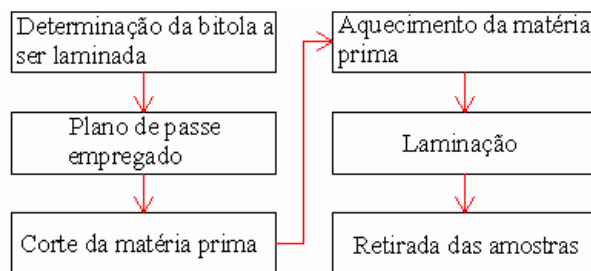 Determinação da bitola a
ser laminada
Plano de passe
empregado
Corte da matéria prima
Aquecimento da matéria
prima
Laminação
Retirada das amostras